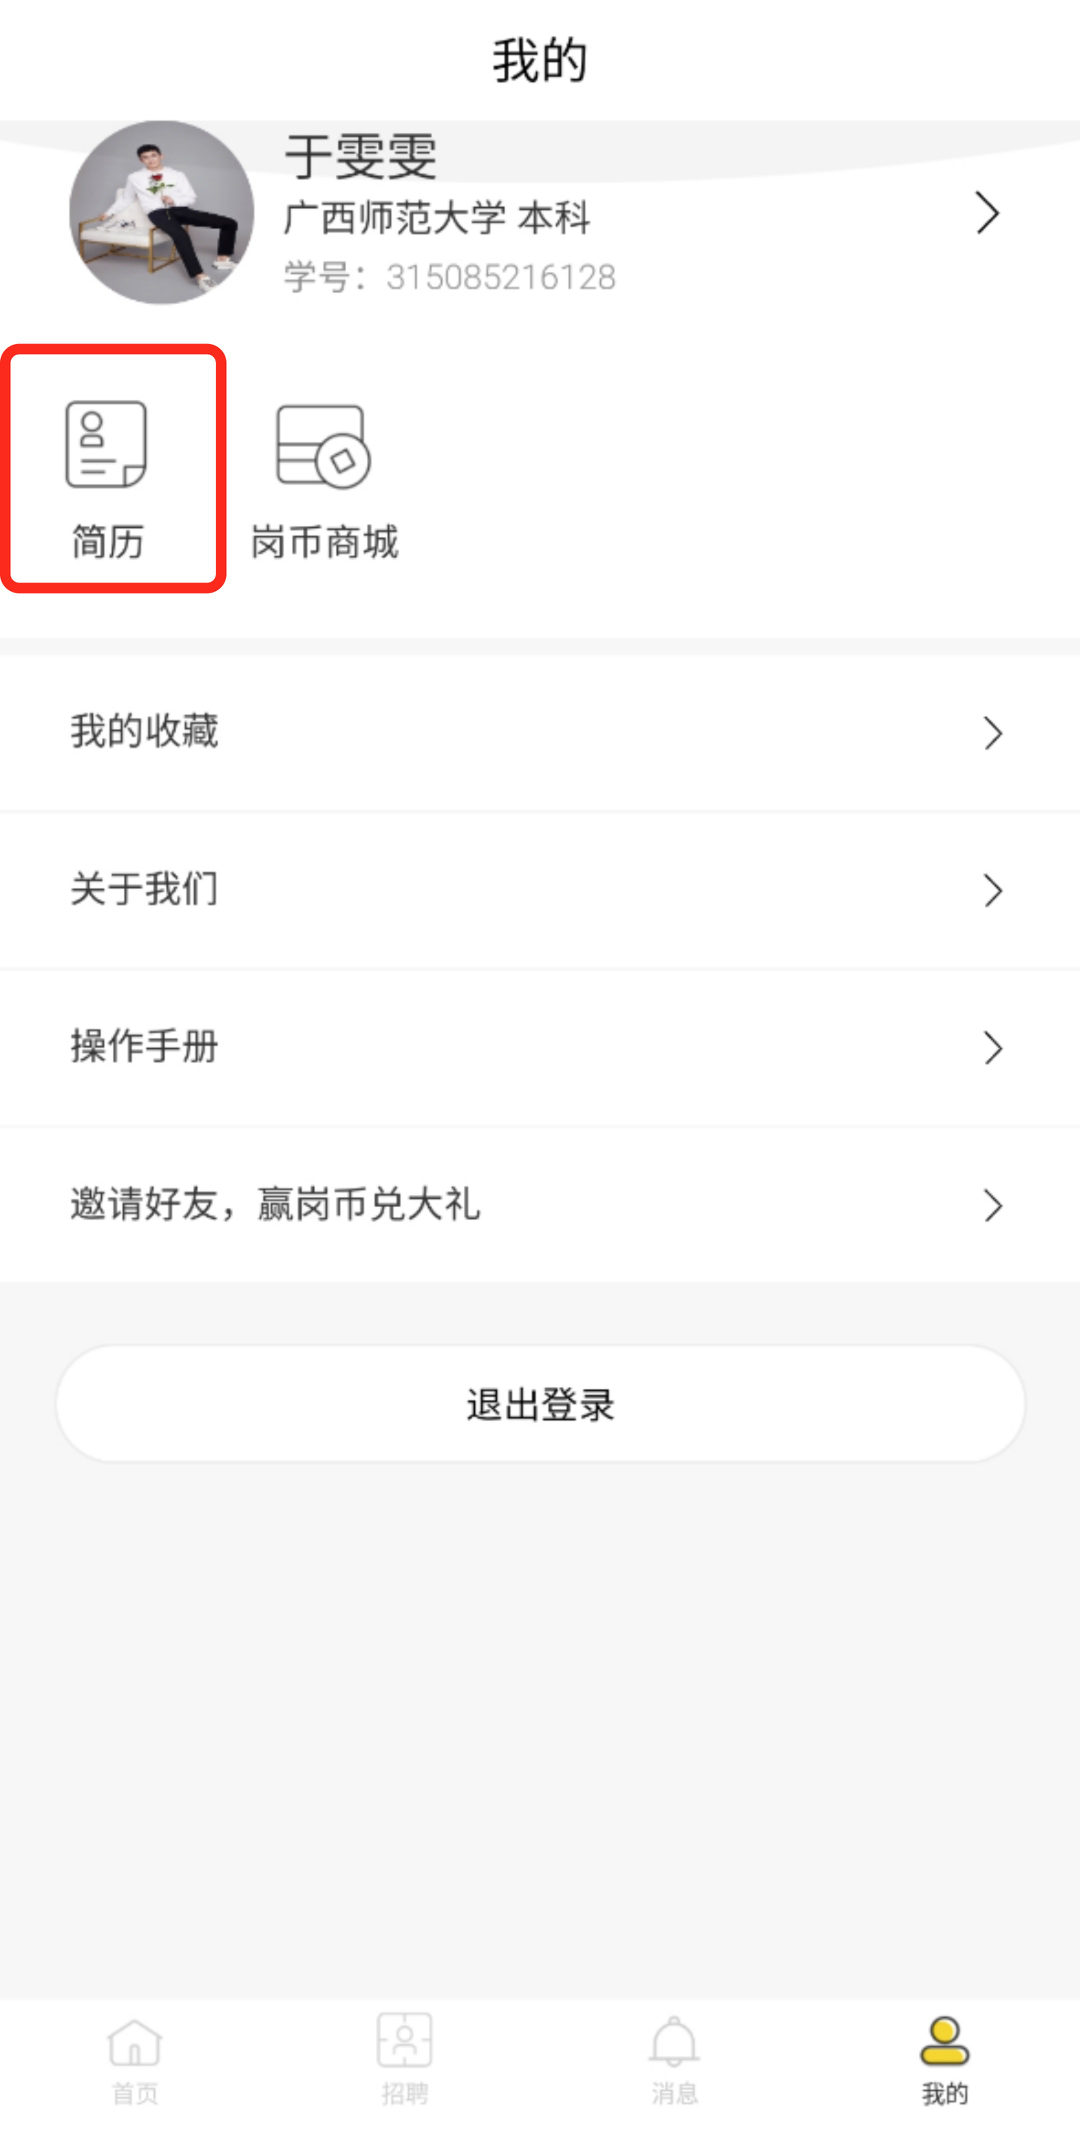 我的
于雯雯
广西师范大学 本科
学号：315085216128
简历
岗币商城
我的收藏
关于我们
操作手册
邀请好友，赢岗币兑大礼
退出登录
首页
招聘
消息
我的